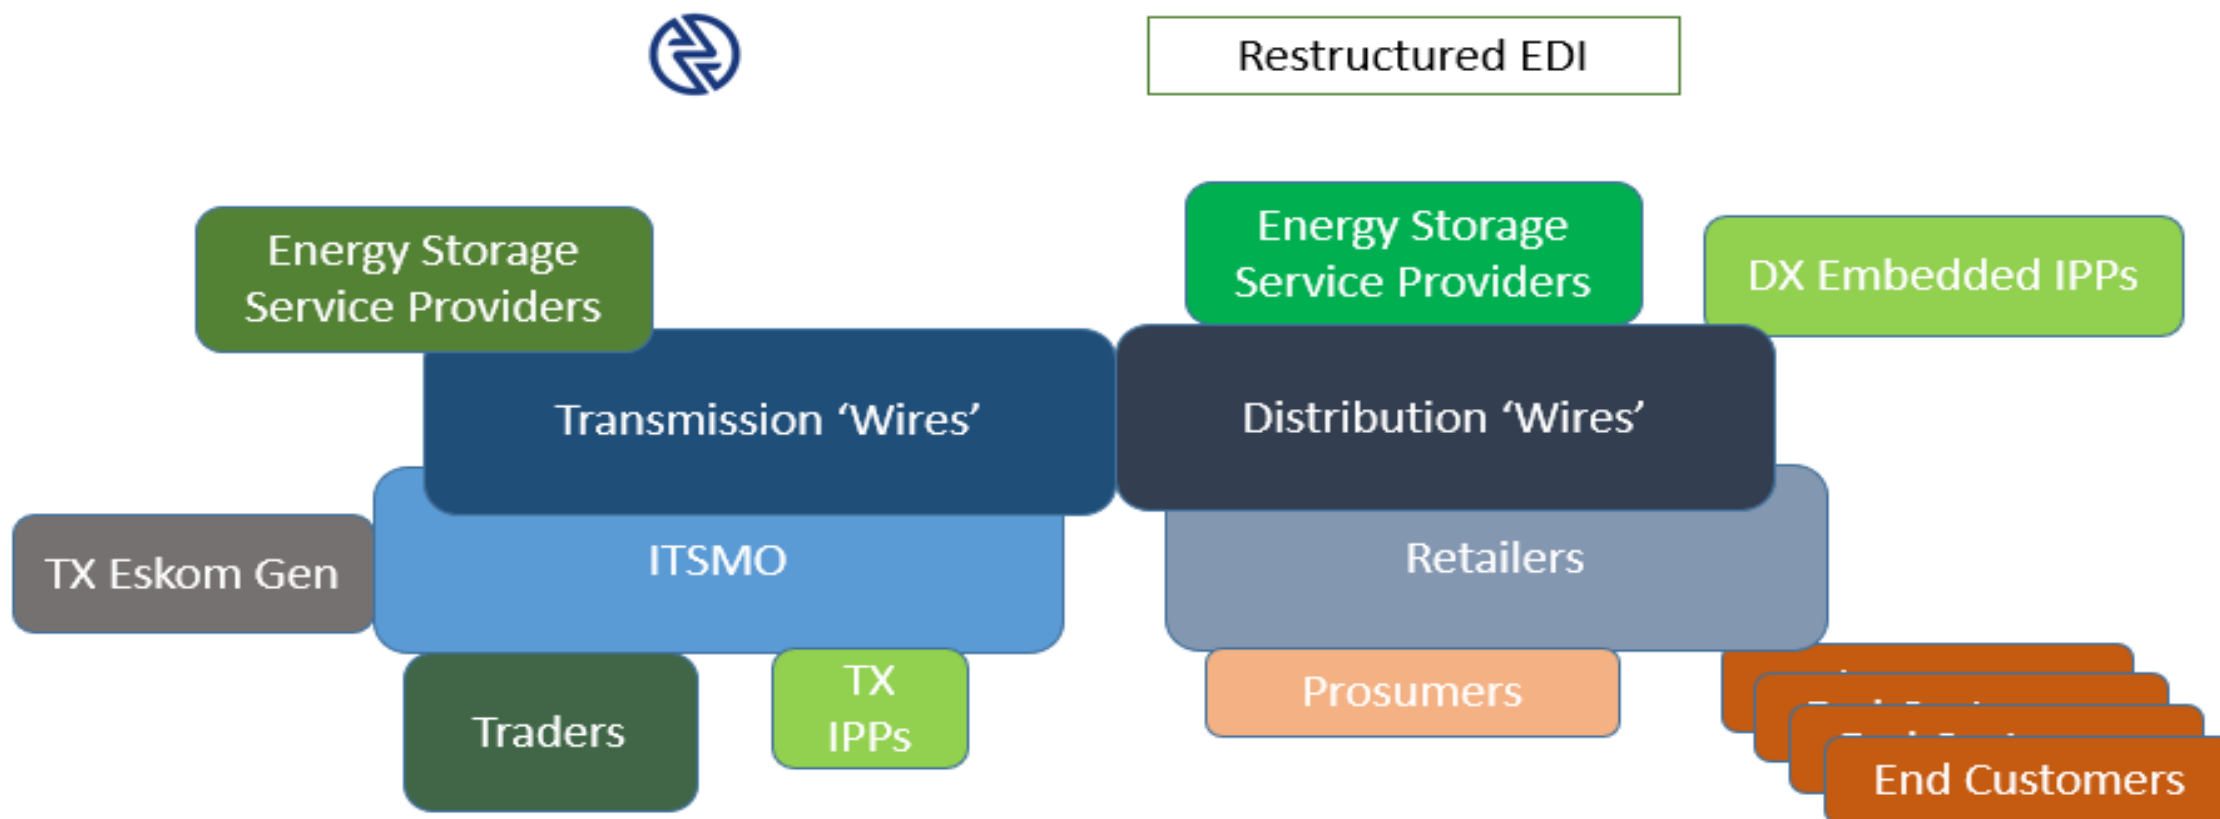 Restructured EDI
Energy Storage
Service Providers
Energy Storage
Service Providers
DX Embedded IPPs
Transmission ‘Wires’
Distribution ‘Wires’
TX Eskom Gen
ITSMO
Retailers
Traders
TX
IPPs
Prosumers
End Customers